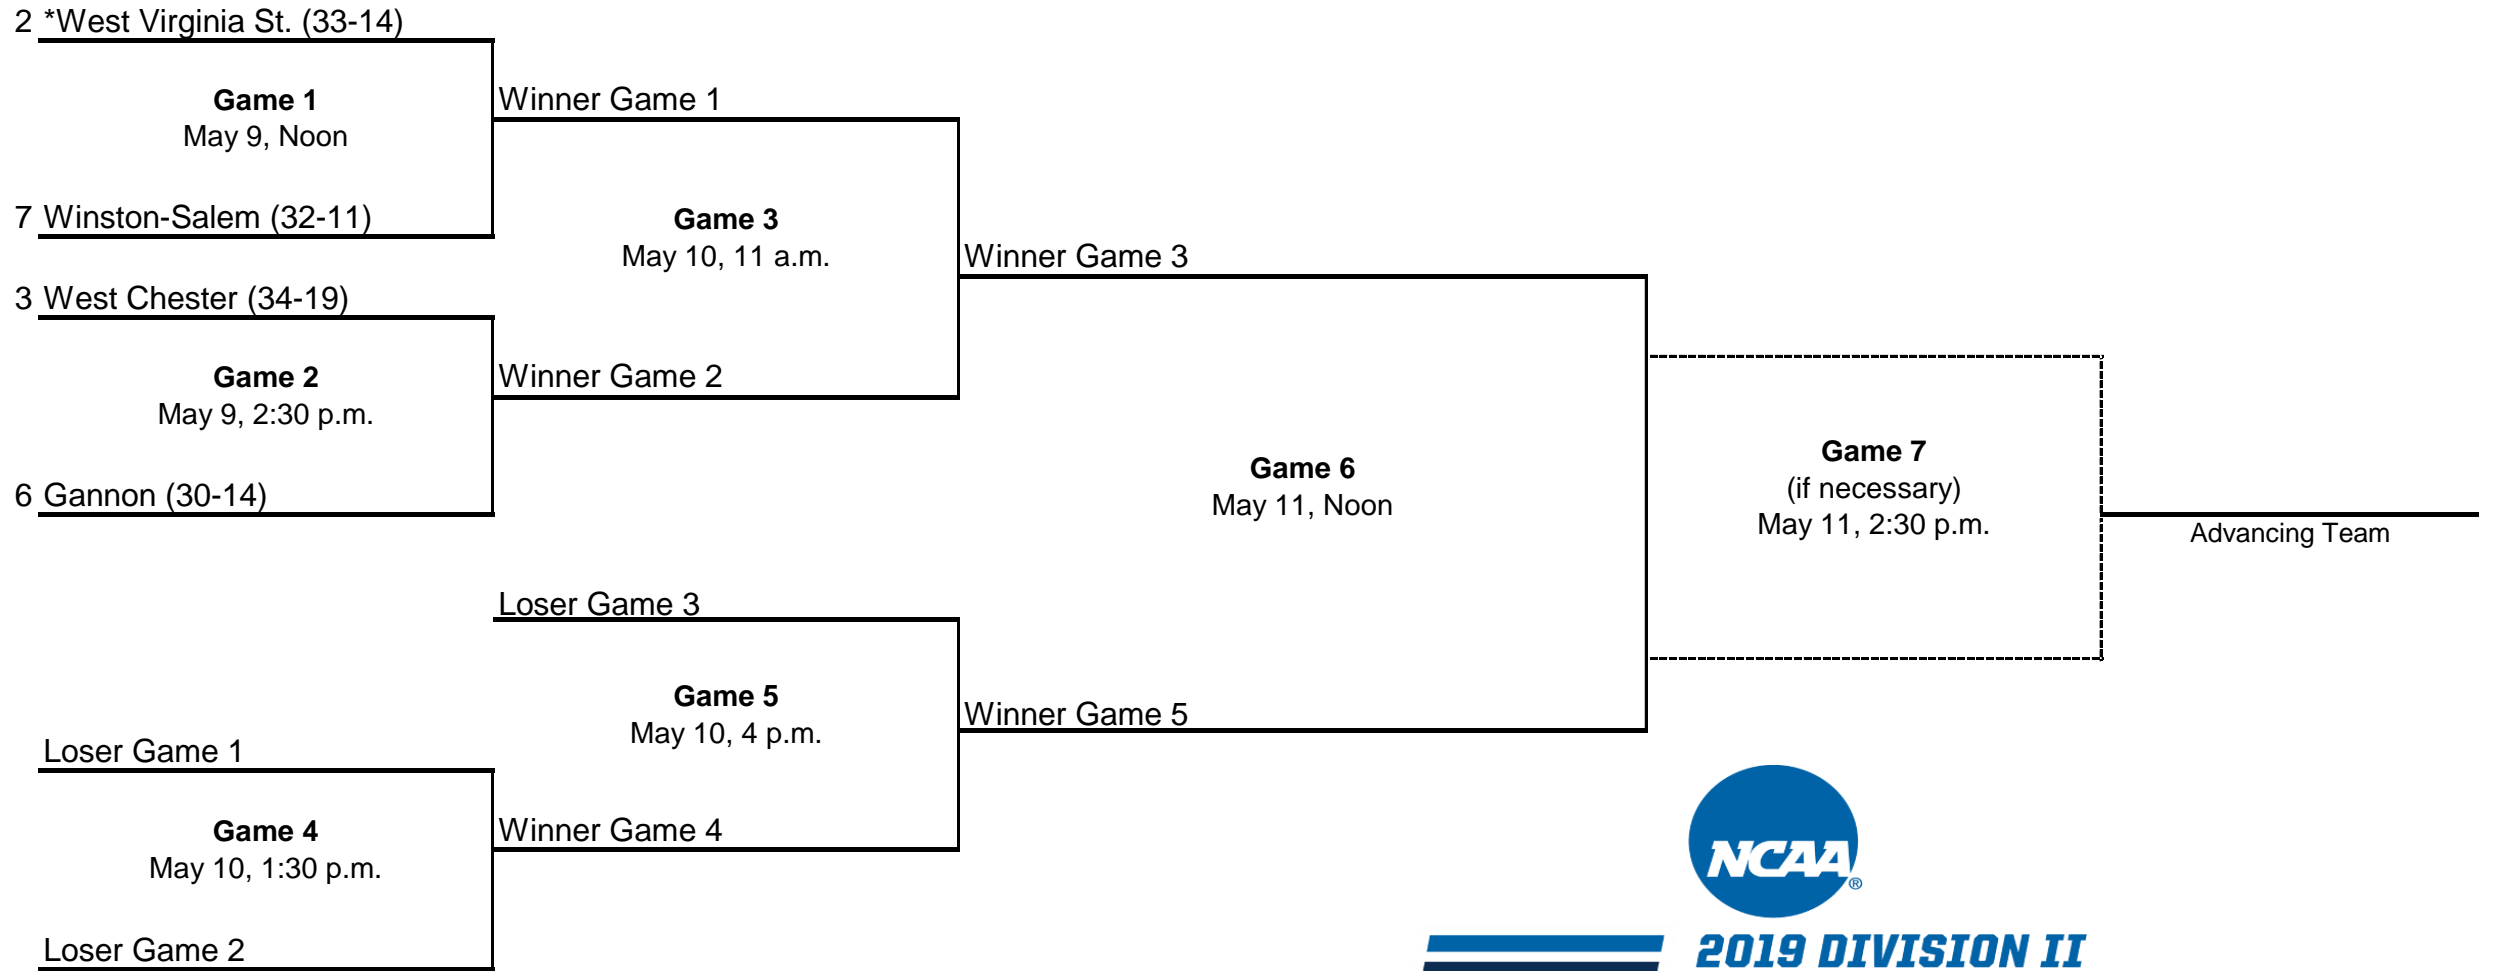 2 *West Virginia St. (33-14)
Game 1
May 9, Noon
7 Winston-Salem (32-11)
Winner Game 1
3 West Chester (34-19)
Game 2
May 9, 2:30 p.m.
6 Gannon (30-14)
Winner Game 2
Game 3
May 10, 11 a.m.
Winner Game 3
Game 6
May 11, Noon
Game 7
(if necessary)
May 11, 2:30 p.m.
Advancing Team
Loser Game 3
Game 5
May 10, 4 p.m.
Winner Game 5
Loser Game 1
Game 4
May 10, 1:30 p.m.
Loser Game 2
Winner Game 4
NCAA®
2019 DIVISION II